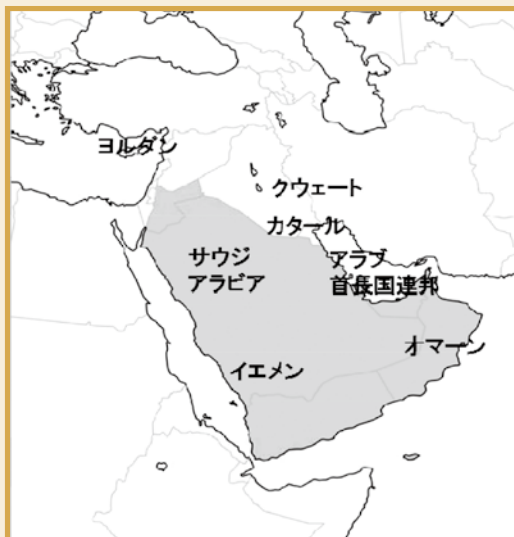 ヨルダン
クウェート
カタール
サウジ
アラビア
アラブ
首長国連邦
オマーン
イエメン